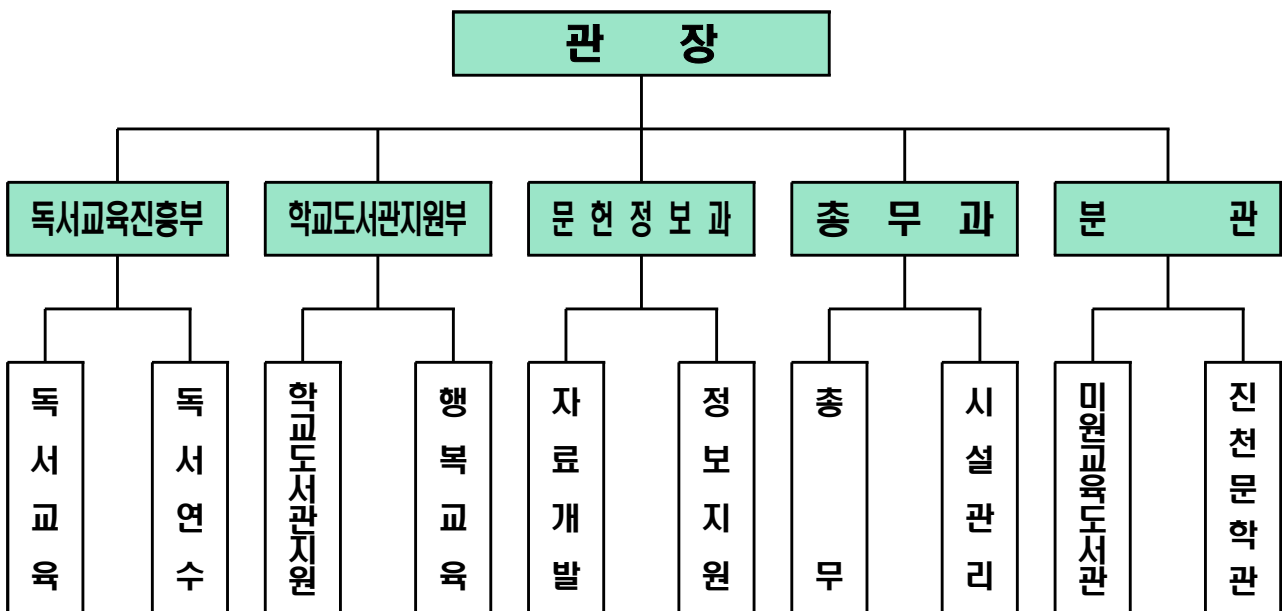 관 장
독서교육진흥부
학교도서관지원부
문헌정보과
총무과
분관
독서교육
독서연수
학교도서관지원
행복교육
자료개발
정보지원
총무
시설관리
미원교육도서관
진천문학관